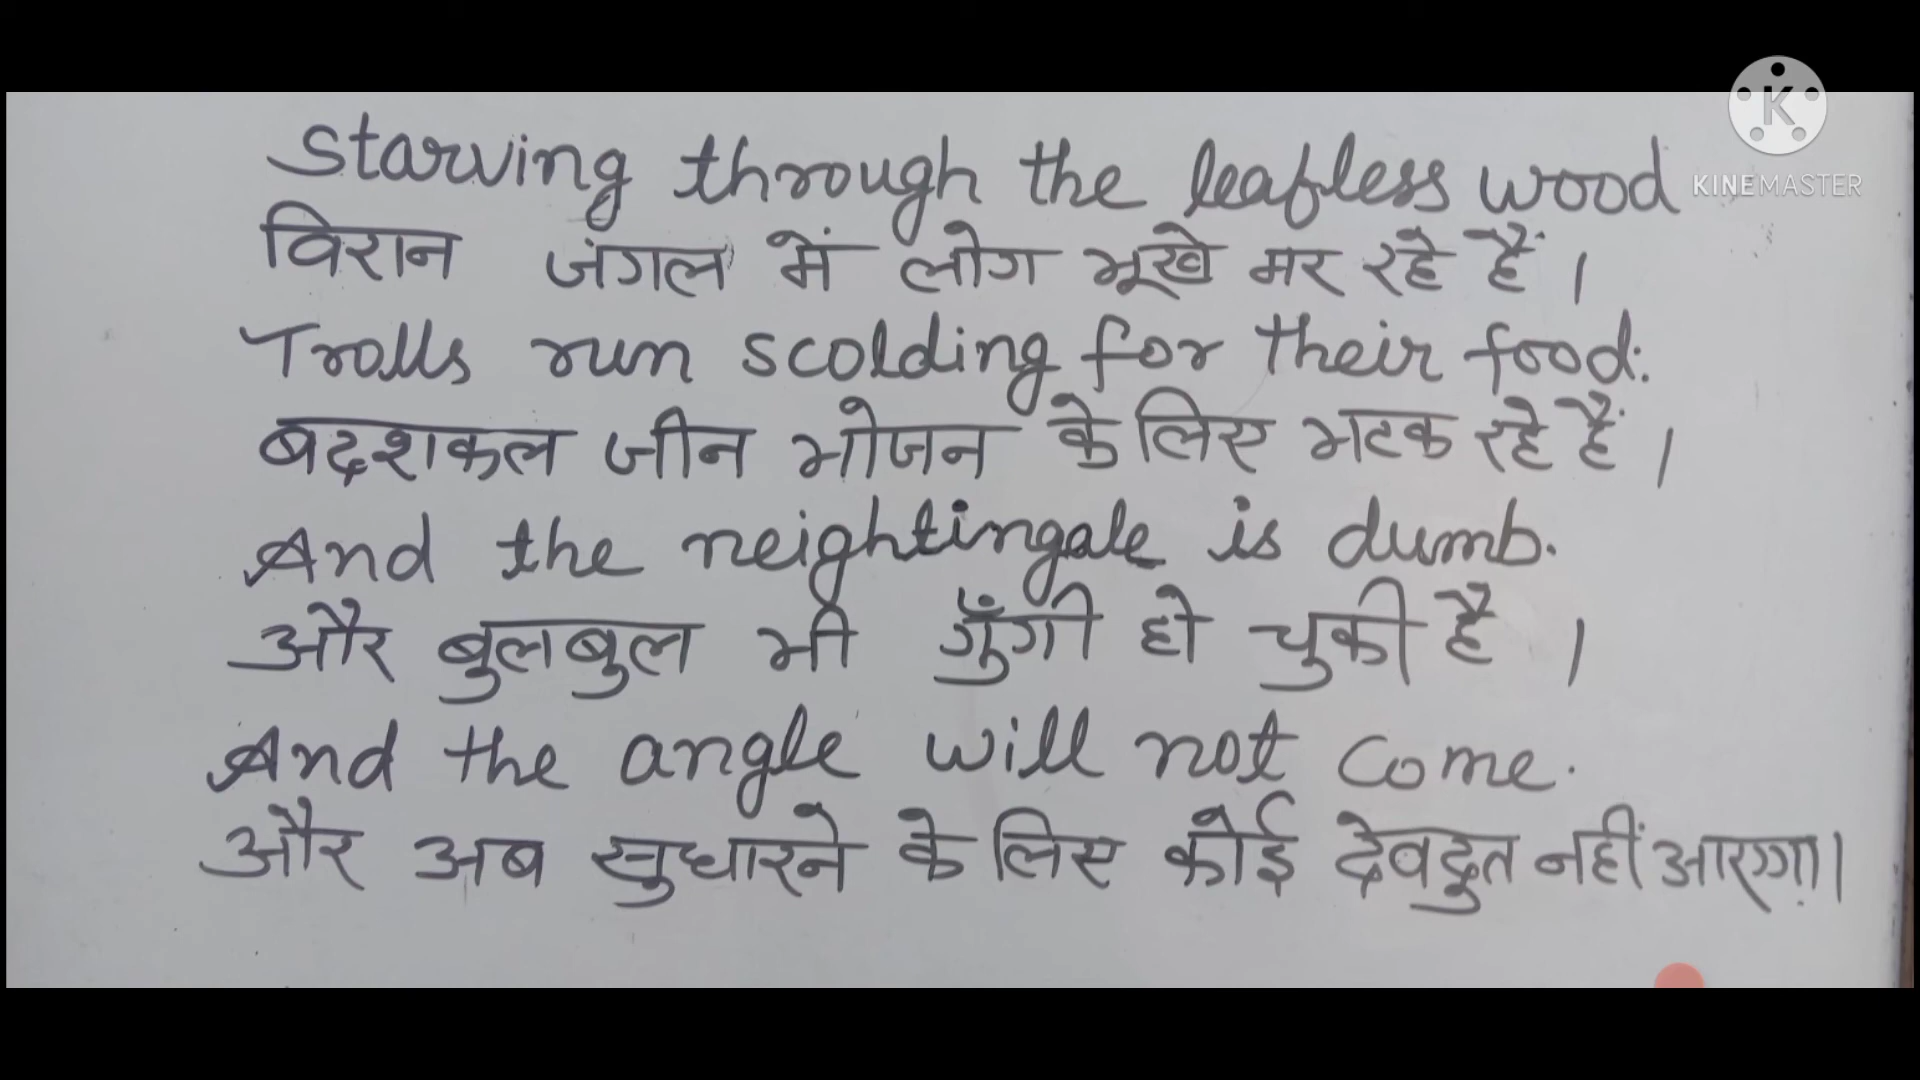 K
KINEMASTER
Starving through the leafless wood
विरान जंगल में लोग भूखे मर रहे हैं।
Trolls run scolding for their food:
बदशकल जीन भोजन के लिए भटक रहे हैं।
And the neightingale is dumb.
और बुलबुल भी गुँगी हो चुकी है।
And the angle will not come.
और अब सुधारने के लिए कोई देवदुत नहीं आएगा।